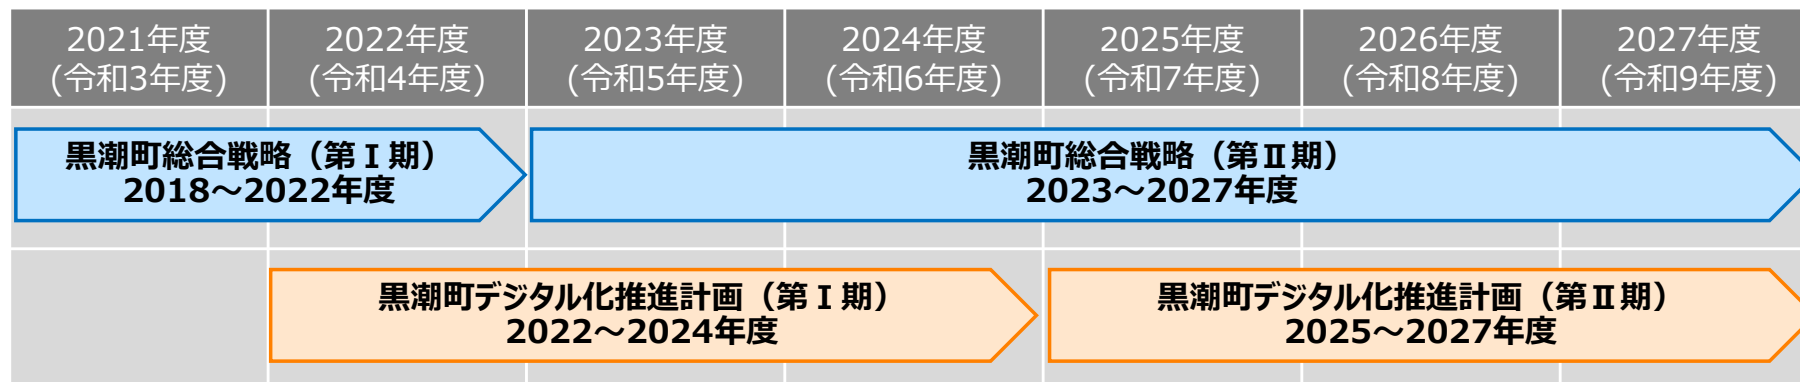 2021年度
(令和3年度)
2022年度
(令和4年度)
2023年度
(令和5年度)
2024年度
(令和6年度)
2025年度
(令和7年度)
2026年度
(令和8年度)
2027年度
(令和9年度)
黒潮町総合戦略（第Ⅰ期）
2018～2022年度
黒潮町総合戦略（第Ⅱ期）
2023～2027年度
黒潮町デジタル化推進計画（第Ⅰ期）
2022～2024年度
黒潮町デジタル化推進計画（第Ⅱ期）
2025～2027年度